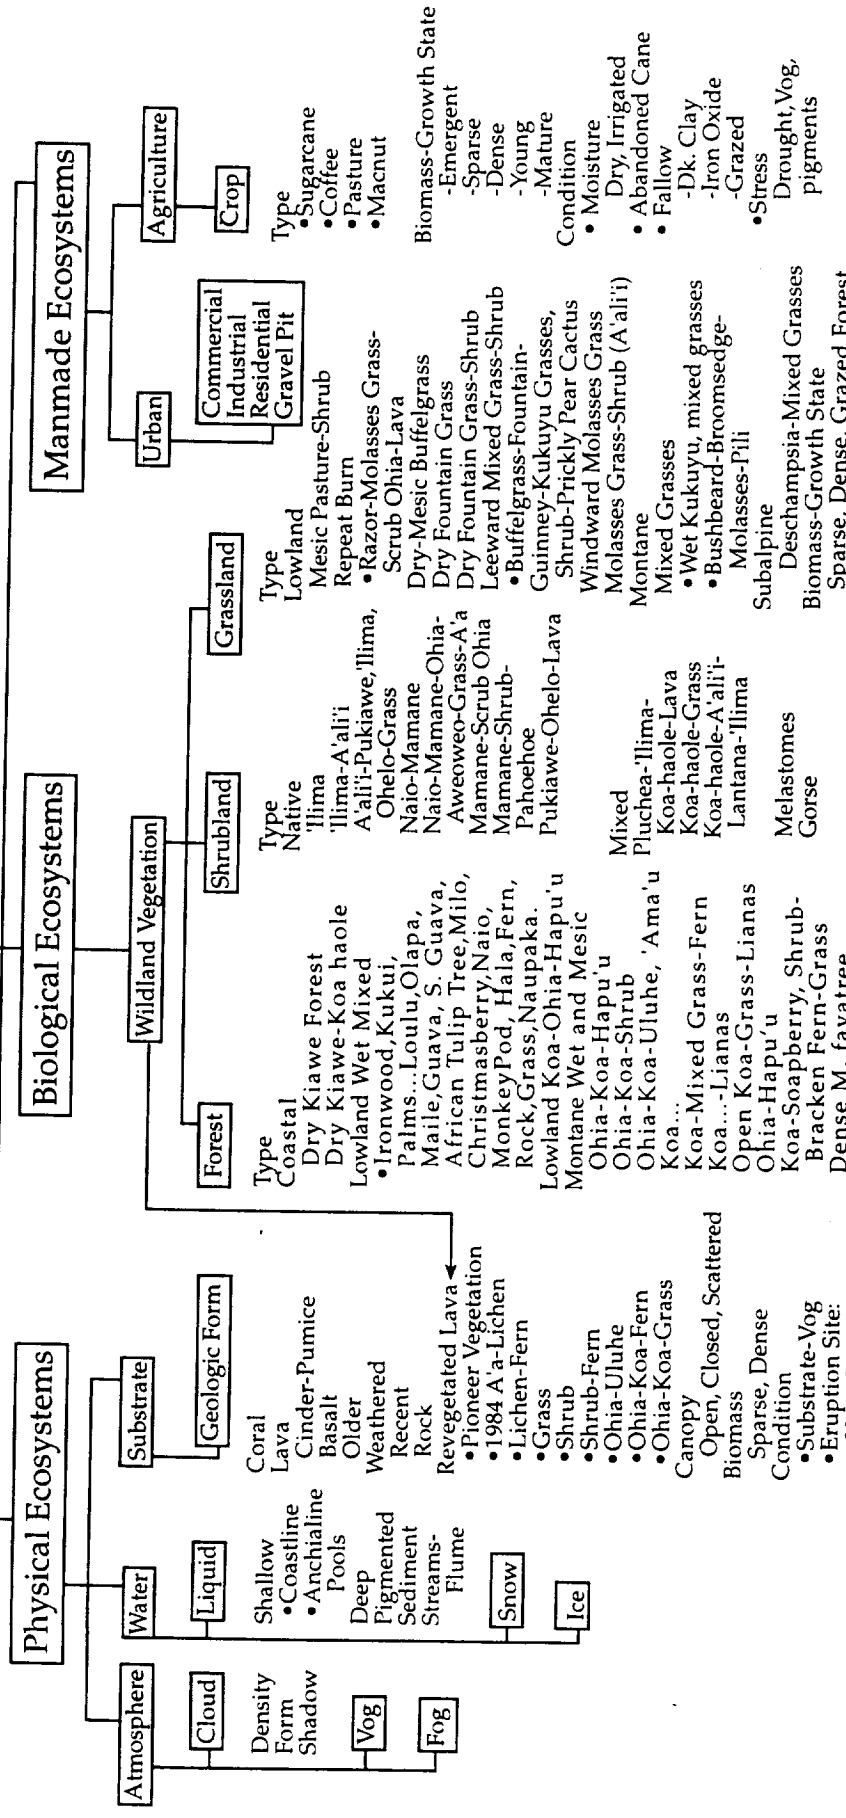 Physical Ecosystems
Atmosphere
Cloud
Density
Form
Shadow
Vog
Fog
Water
Liquid
Shallow
•Coastline
•Anchialine
Pools
Deep
Pigmented
Sediment
Streams-
Flume
Snow
Ice
Substrate
Geologic Form
Coral
Lava
Cinder-Pumice
Basalt
Older
Weathered
Recent
Rock
Revegetated Lava
•Pioneer Vegetation
•1984 A'a-Lichen
•Lichen-Fern
•Grass
•Shrub
•Shrub-Fern
•Ohia-Uluhe
•Ohia-Koa-Fern
•Ohia-Koa-Grass
Canopy
Open, Closed, Scattered
Biomass
Sparse, Dense
Condition
•Substrate-Vog
•Eruption Site:
Biological Ecosystems
Wildland Vegetation
Forest
Type
Coastal
Dry Kiawe Forest
Dry Kiawe-Koa haole
Lowland Wet Mixed
•Ironwood,Kukui,
Palms...Loulu,Olapa,
Maile,Guava, S. Guava,
African Tulip Tree,Milo,
Christmasberry,Naio,
MonkeyPod, Hala,Fern,
Rock,Grass,Naupaka.
Lowland Koa-Ohia-Hapu'u
Montane Wet and Mesic
Ohia-Koa-Hapu'u
Ohia-Koa-Shrub
Ohia-Koa-Uluhe, 'Ama'u
Koa...
Koa-Mixed Grass-Fern
Koa...-Lianas
Open Koa-Grass-Lianas
Ohia-Hapu'u
Koa-Soapberry, Shrub-
Bracken Fern-Grass
Dense M. fayatree
Shrubland
Type
Native
'Ilima
'Ilima-A'ali'i
A'ali'i-Pukiawe,'Ilima,
Ohelo-Grass
Naio-Mamane
Naio-Mamane-Ohia-
Aweoweo-Grass-A'a
Mamane-Scrub Ohia
Mamane-Shrub-
Pahoehoe
Pukiawe-Ohelo-Lava
Mixed
Pluchea-'Ilima-
Koa-haole-Lava
Koa-haole-Grass
Koa-haole-A'ali'i-
Lantana-'Ilima
Melastomes
Gorse
Grassland
Type
Lowland
Mesic Pasture-Shrub
Repeat Burn
•Razor-Molasses Grass-
Scrub Ohia-Lava
Dry-Mesic Buffelgrass
Dry Fountain Grass
Dry Fountain Grass-Shrub
Leeward Mixed Grass-Shrub
•Buffelgrass-Fountain-
Guinney-Kukuyu Grasses,
Shrub-Prickly Pear Cactus
Windward Molasses Grass
Molasses Grass-Shrub (A'ali'i)
Montane
Mixed Grasses
•Wet Kukuyu, mixed grasses
•Bushbeard-Broomsedge-
Molasses-Pili
Subalpine
Deschampsia-Mixed Grasses
Biomass-Growth State
Sparse, Dense, Grazed Forest
Manmade Ecosystems
Urban
Commercial
Industrial
Residential
Gravel Pit
Agriculture
Crop
Type
•Sugarcane
•Coffee
•Pasture
•Macnut
Biomass-Growth State
-Emergent
-Sparse
-Dense
-Young
-Mature
Condition
• Moisture
Dry, Irrigated
• Abandoned Cane
• Fallow
-Dk. Clay
-Iron Oxide
-Grazed
•Stress
Drought,Vog,
pigments